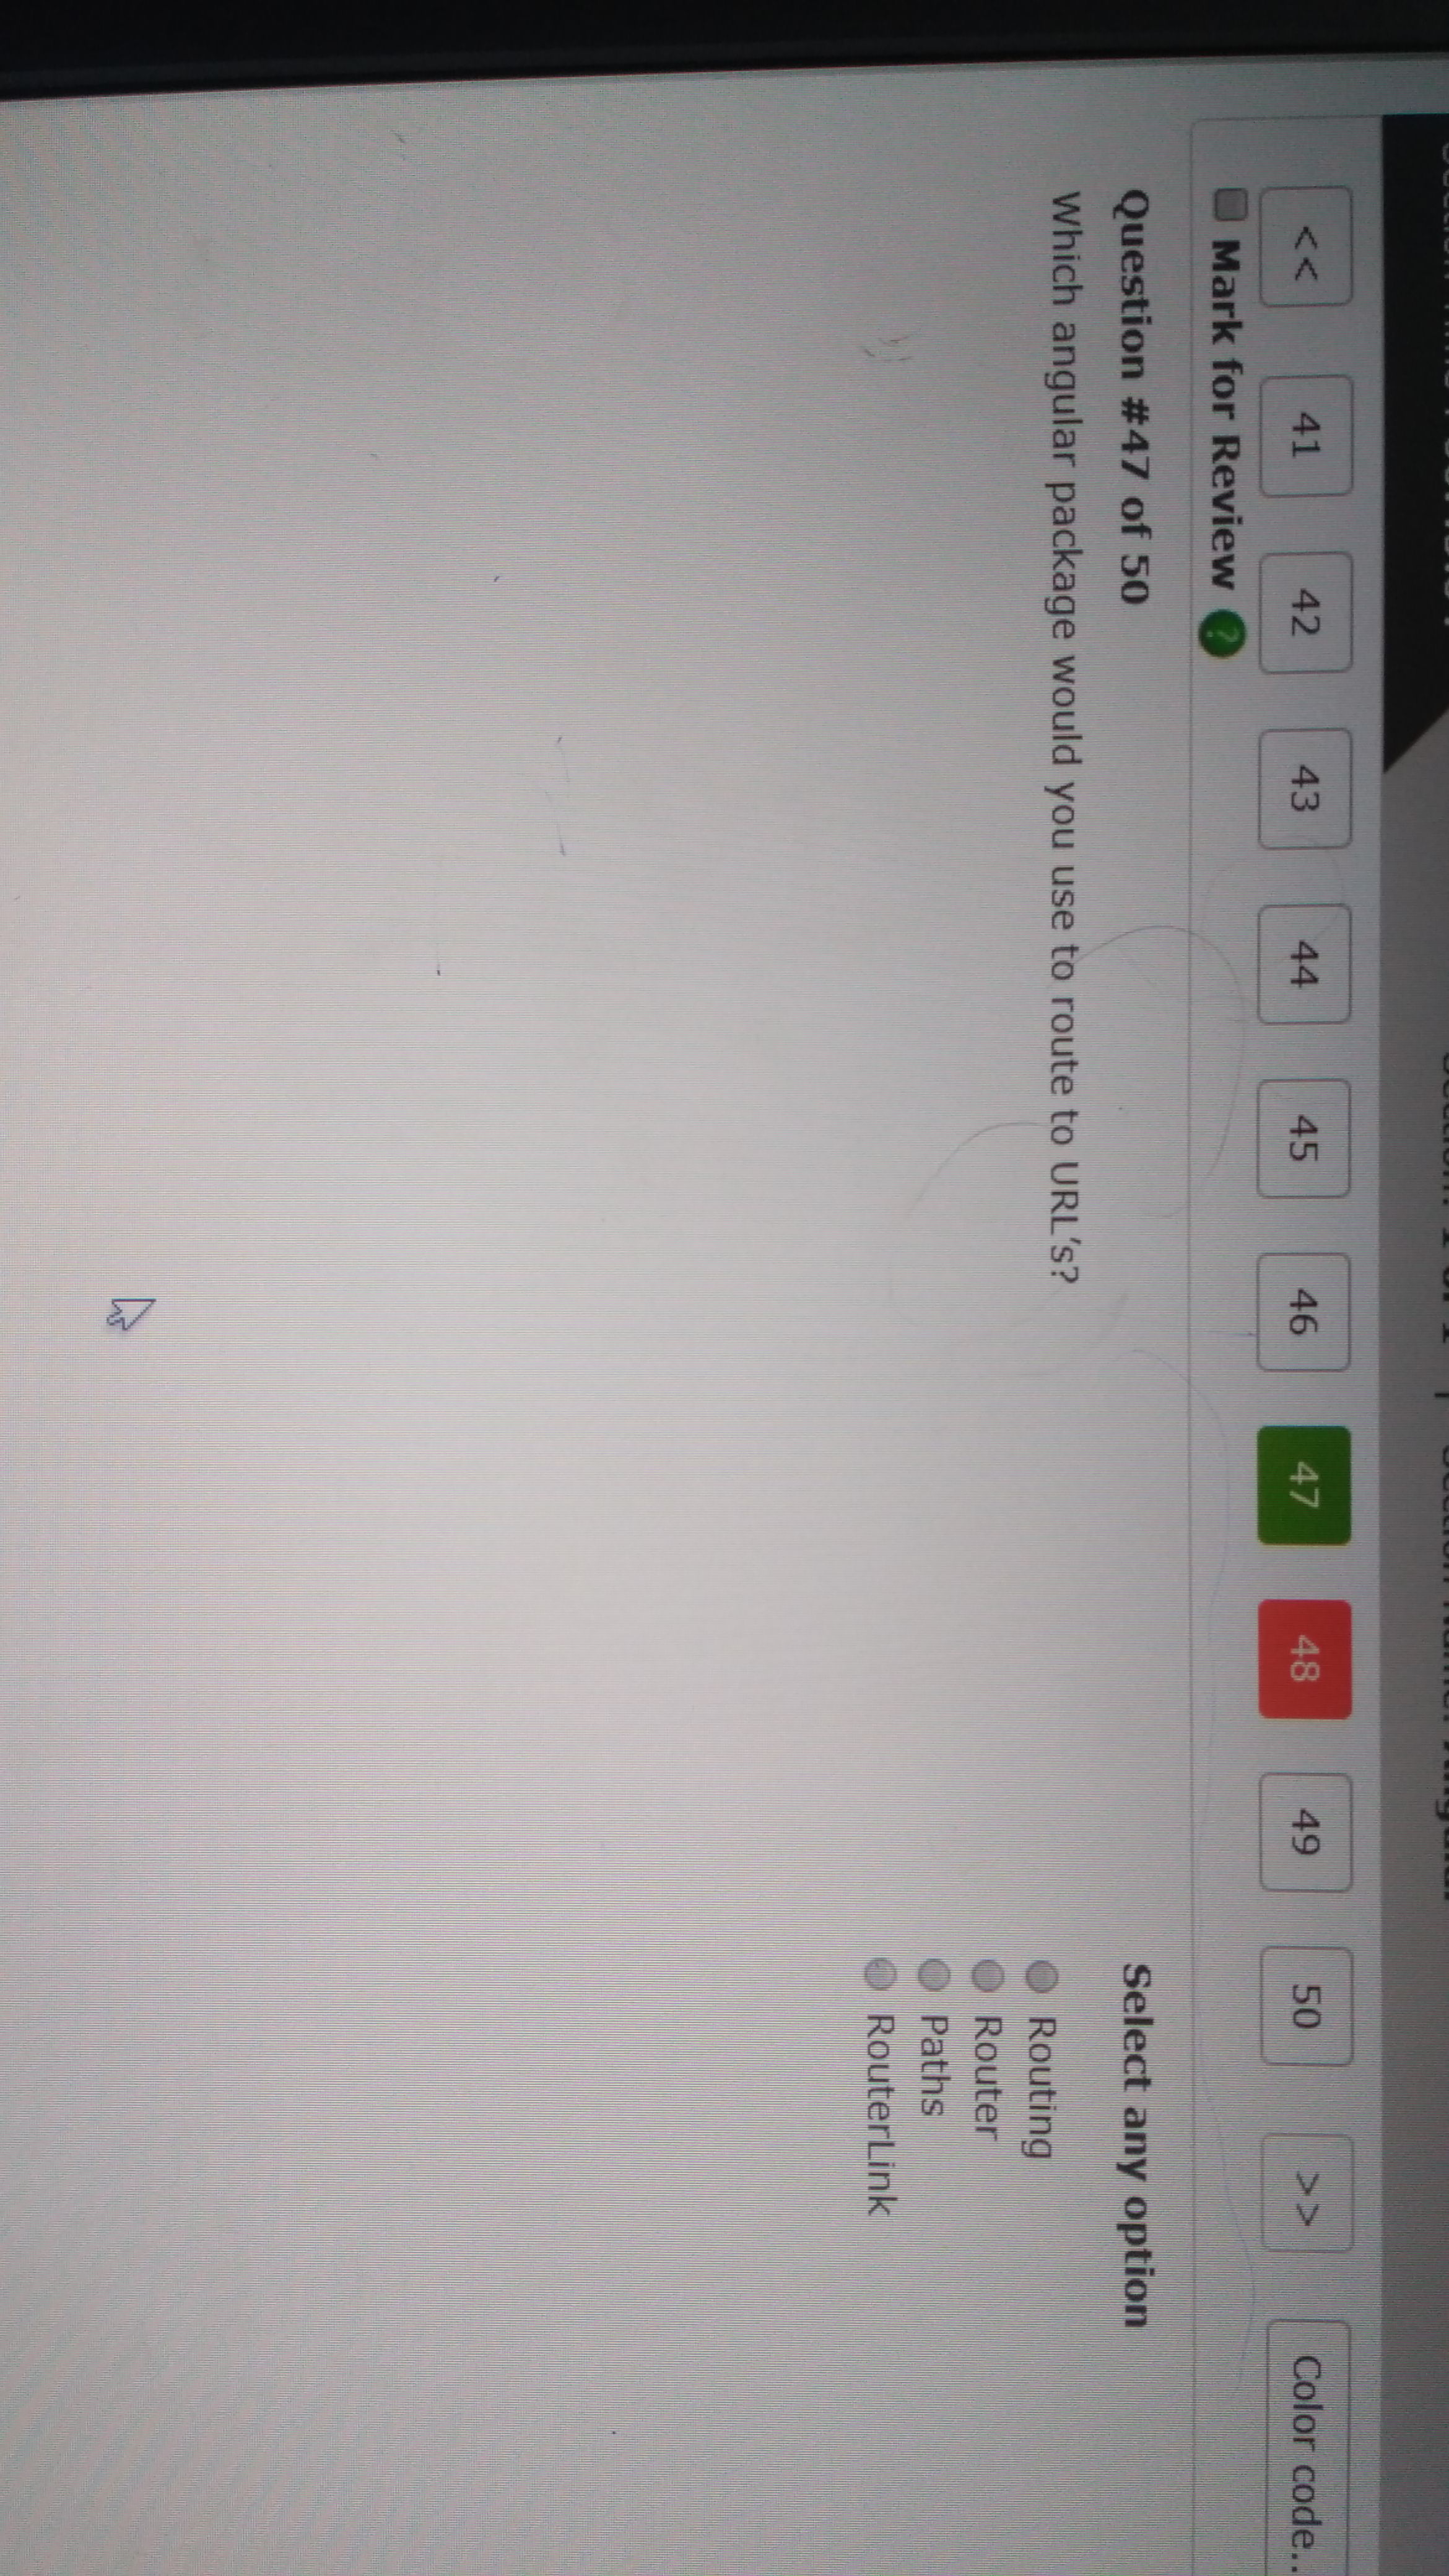 << 41 42 43 44 45 46 47 48 49 50 >> Color code..
Mark for Review ?
Question #47 of 50
Select any option
Which angular package would you use to route to URL's?
Routing
Router
Paths
RouterLink